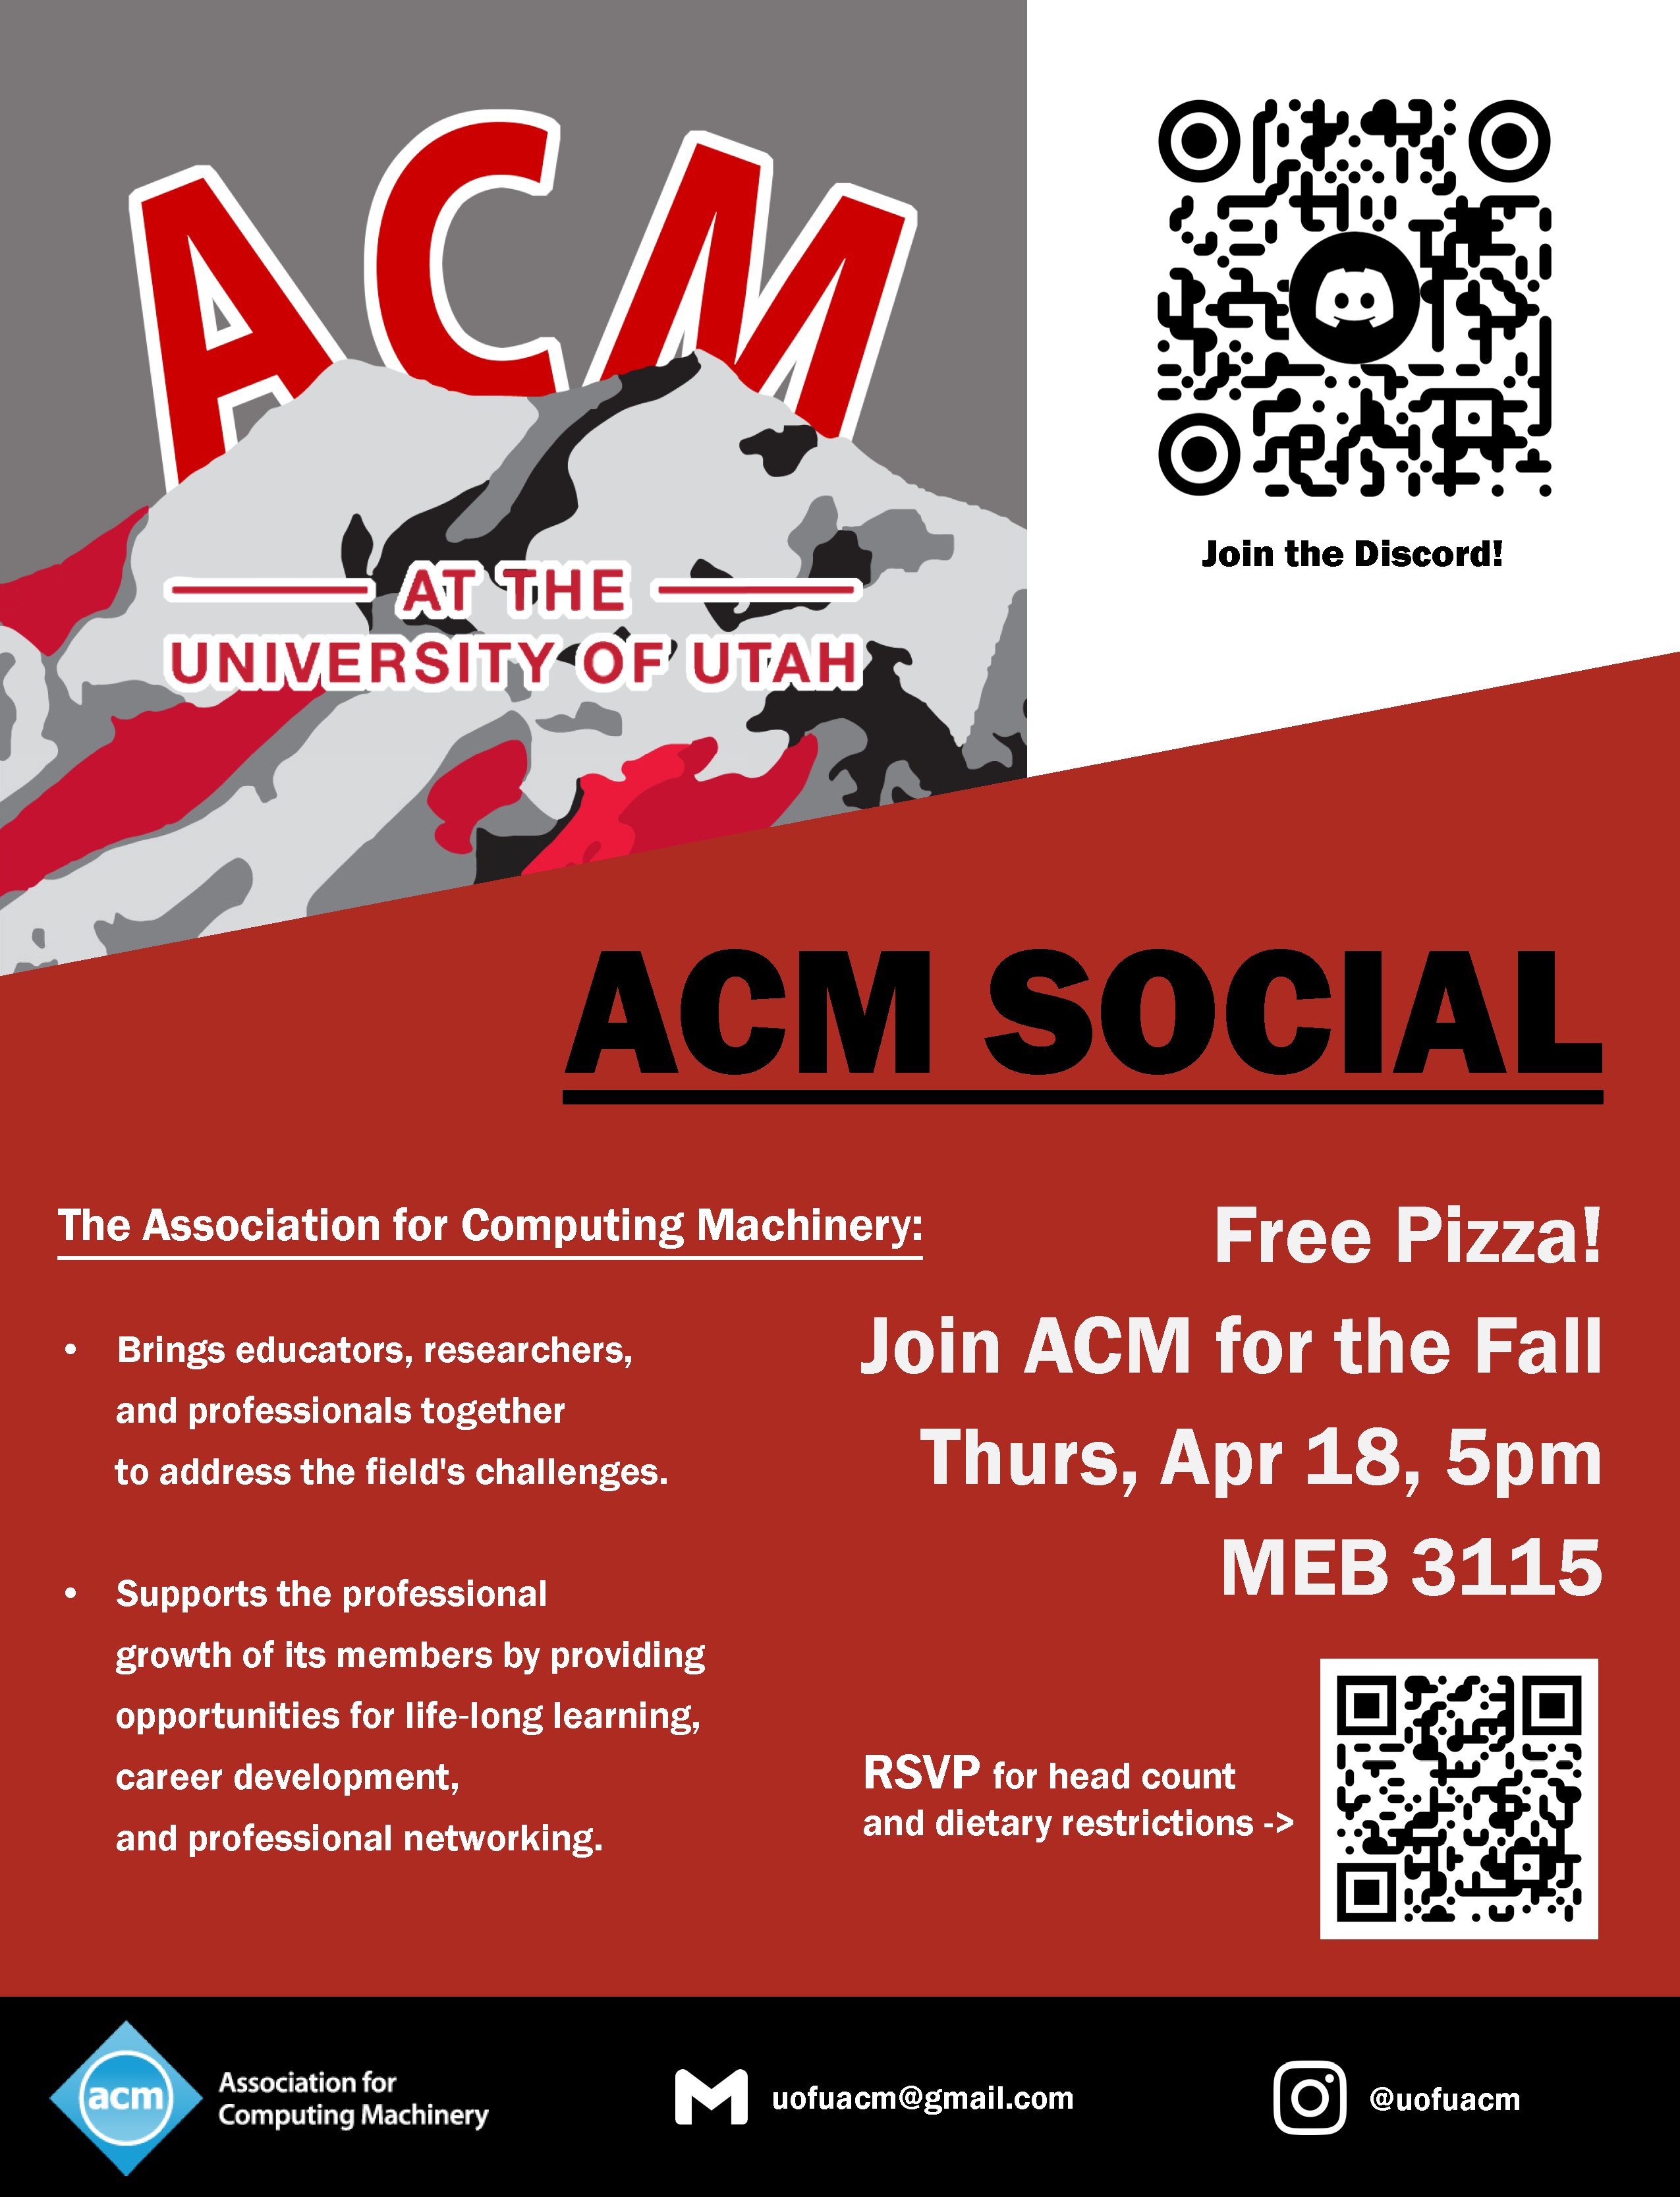 ACM
AT THE
UNIVERSITY OF UTAH
Join the Discord!
ACM SOCIAL
The Association for Computing Machinery:
• Brings educators, researchers,
and professionals together
to address the field's challenges.
• Supports the professional
growth of its members by providing
opportunities for life-long learning,
career development,
and professional networking.
Free Pizza!
Join ACM for the Fall
Thurs, Apr 18, 5pm
MEB 3115
RSVP for head count
and dietary restrictions ->
acm
Association for
Computing Machinery
uofuacm@gmail.com
@uofuacm